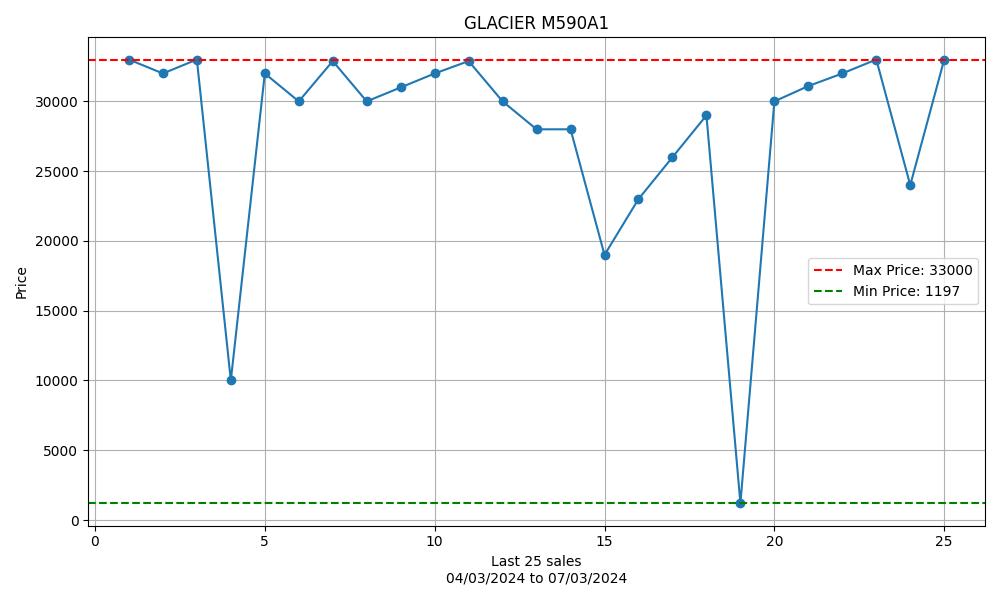 GLACIER M590A1
Price
30000
25000
20000
15000
10000
5000
0
Max Price: 33000
Min Price: 1197
0 5 10 15 20 25
Last 25 sales
04/03/2024 to 07/03/2024